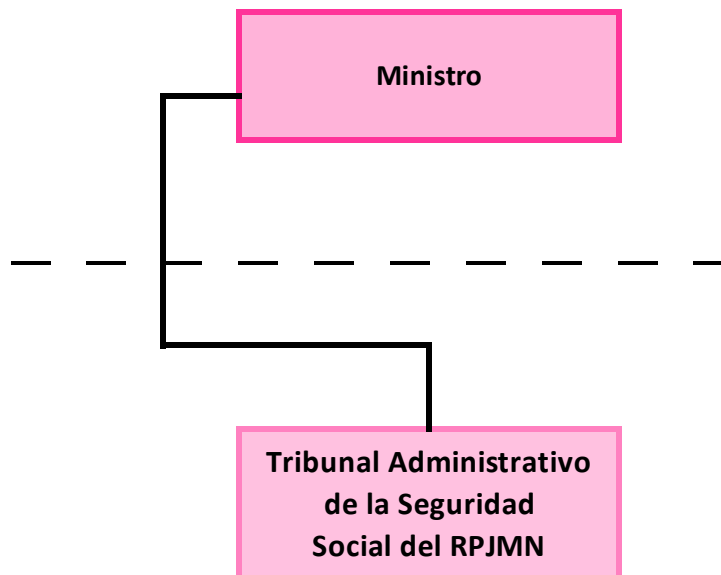 Ministro
Tribunal Administrativo
de la Seguridad
Social del RPJMN